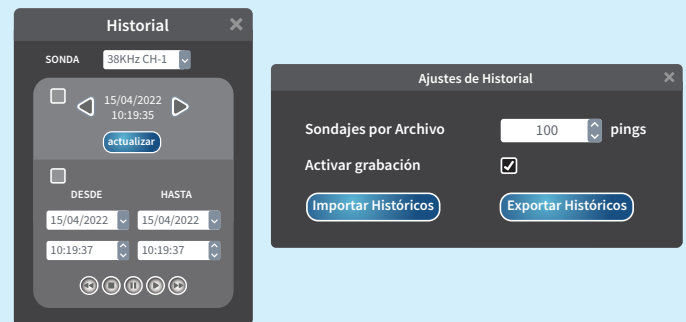 Historial
SONDA 38KHz CH-1
15/04/2022
10:19:35
actualizar
DESDE HASTA
15/04/2022 15/04/2022
10:19:37 10:19:37
Ajustes de Historial
Sondajes por Archivo 100 pings
Activar grabación
Importar Históricos Exportar Históricos